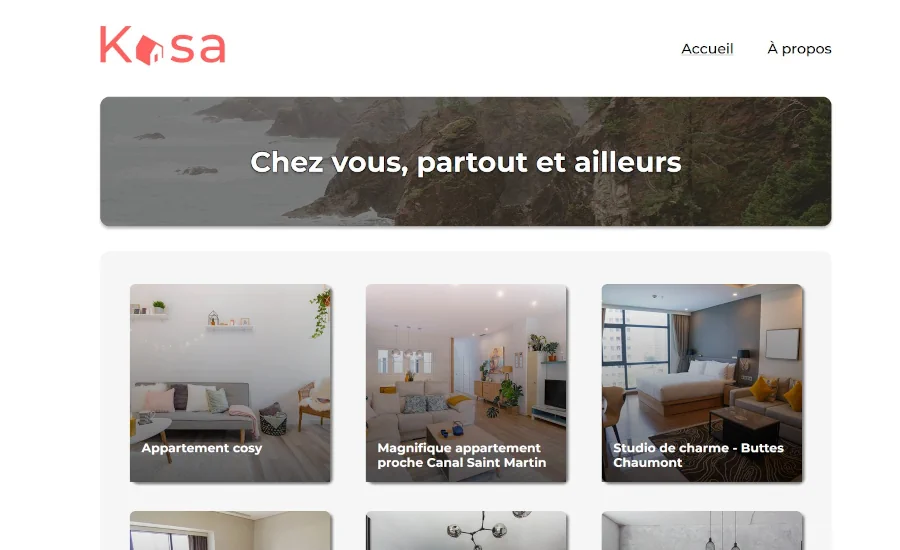 Kasa
Accueil
À propos
Chez vous, partout et ailleurs
Appartement cosy
Magnifique appartement
proche Canal Saint Martin
Studio de charme - Buttes
Chaumont